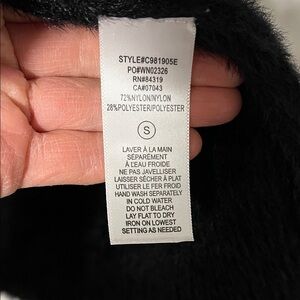 STYLE#C981905E
PO#WN02326
RN#84319
CA#07043
72%NYLON/NYLON
28%POLYESTER/POLYESTER
S
LAVER À LA MAIN
SÉPAREMENT
À L'EAU FROIDE
NE PAS JAVELLISER
LAISSER SÉCHER À PLAT
UTILISER LE FER FROID
HAND WASH SEPARATELY
IN COLD WATER
DO NOT BLEACH
LAY FLAT TO DRY
IRON ON LOWEST
SETTING AS NEEDED